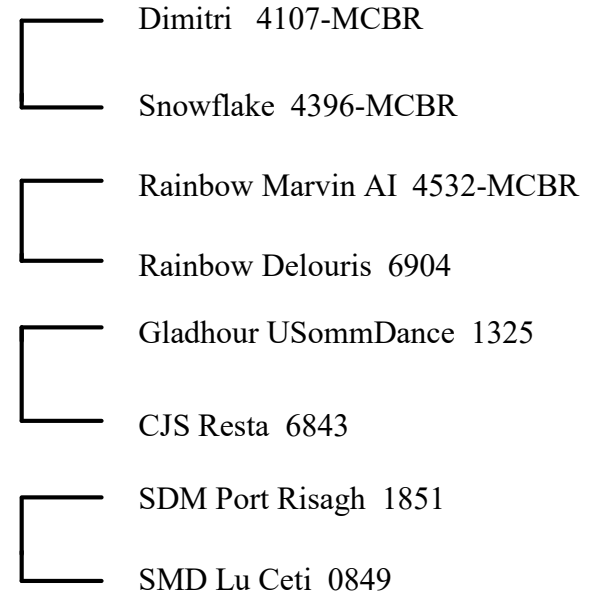 Dimitri 4107-MCBR
Snowflake 4396-MCBR
Rainbow Marvin AI 4532-MCBR
Rainbow Delouris 6904
Gladhour USommDance 1325
CJS Resta 6843
SDM Port Risagh 1851
SMD Lu Ceti 0849